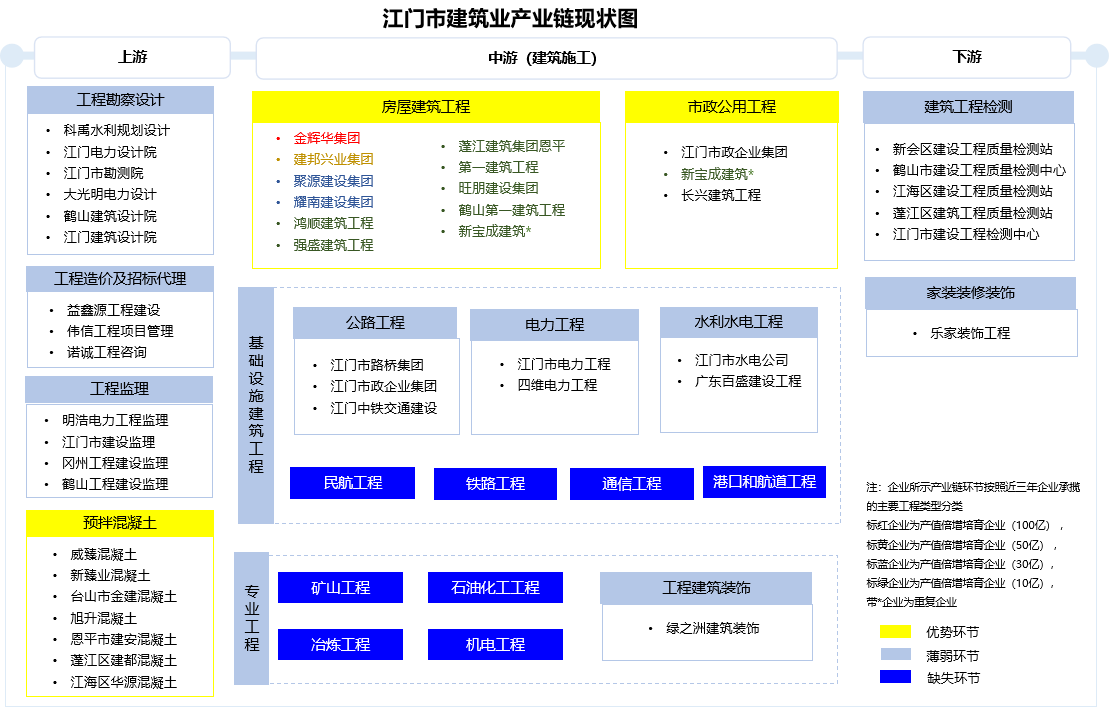 江门市建筑业产业链现状图
上游
中游（建筑施工）
下游
工程勘察设计
• 科禹水利规划设计
• 江门电力设计院
• 江门市勘测院
• 大光明电力设计
• 鹤山建筑设计院
• 江门建筑设计院
工程造价及招标代理
• 益鑫源工程建设
• 伟信工程项目管理
• 诺诚工程咨询
工程监理
• 明浩电力工程监理
• 江门市建设监理
• 冈州工程建设监理
• 鹤山工程建设监理
预拌混凝土
• 威臻混凝土
• 新臻业混凝土
• 台山市金建混凝土
• 旭升混凝土
• 恩平市建安混凝土
• 蓬江区建都混凝土
• 江海区华源混凝土
房屋建筑工程
• 金辉华集团
• 建邦兴业集团
• 聚源建设集团
• 耀南建设集团
• 鸿顺建筑工程
• 强盛建筑工程
• 蓬江建筑集团恩平
• 第一建筑工程
• 旺朋建设集团
• 鹤山第一建筑工程
• 新宝成建筑*
市政公用工程
• 江门市政企业集团
• 新宝成建筑*
• 长兴建筑工程
基础设施建筑工程
公路工程
• 江门市路桥集团
• 江门市政企业集团
• 江门中铁交通建设
电力工程
• 江门市电力工程
• 四维电力工程
水利水电工程
• 江门市水电公司
• 广东百盛建设工程
民航工程
铁路工程
通信工程
港口和航道工程
专业工程
矿山工程
石油化工工程
冶炼工程
机电工程
工程建筑装饰
• 绿之洲建筑装饰
建筑工程检测
• 新会区建设工程质量检测站
• 鹤山市建设工程质量检测中心
• 江海区建设工程质量检测站
• 蓬江区建筑工程质量检测站
• 江门市建设工程检测中心
家装装修装饰
• 乐家装饰工程
注：企业所示产业链环节按照近三年企业承揽
的主要工程类型分类
标红企业为产值倍增培育企业（100亿），
标黄企业为产值倍增培育企业（50亿），
标蓝企业为产值倍增培育企业（30亿），
标绿企业为产值倍增培育企业（10亿），
带*企业为重复企业
优势环节
薄弱环节
缺失环节